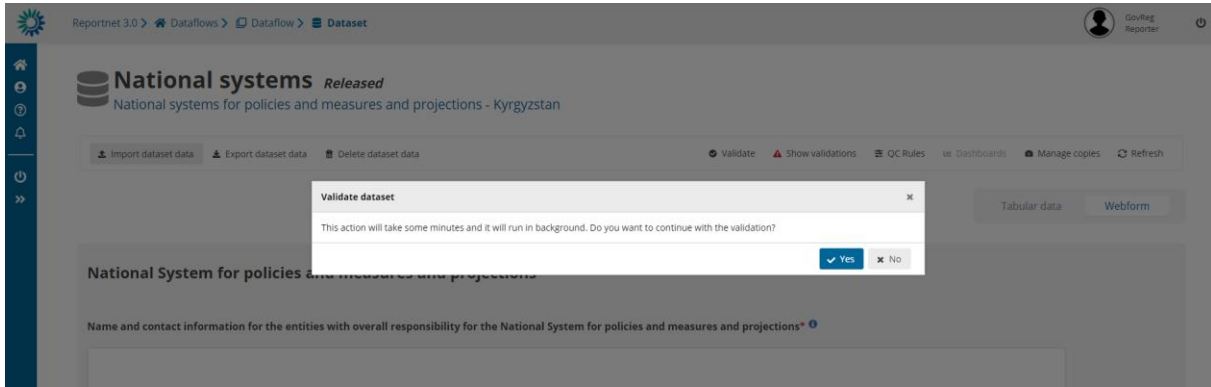 Reportnet 3.0 > Dataflows > Dataflow > Dataset
GovReg
Reporter
National systems Released
National systems for policies and measures and projections - Kyrgyzstan
Import dataset data Export dataset data Delete dataset data Validate Show validations QC Rules Dashboards Manage copies Refresh
Validate dataset
Tabular data Webform
This action will take some minutes and it will run in background. Do you want to continue with the validation?
Yes No
National System for policies and measures and projections
Name and contact information for the entities with overall responsibility for the National System for policies and measures and projections*